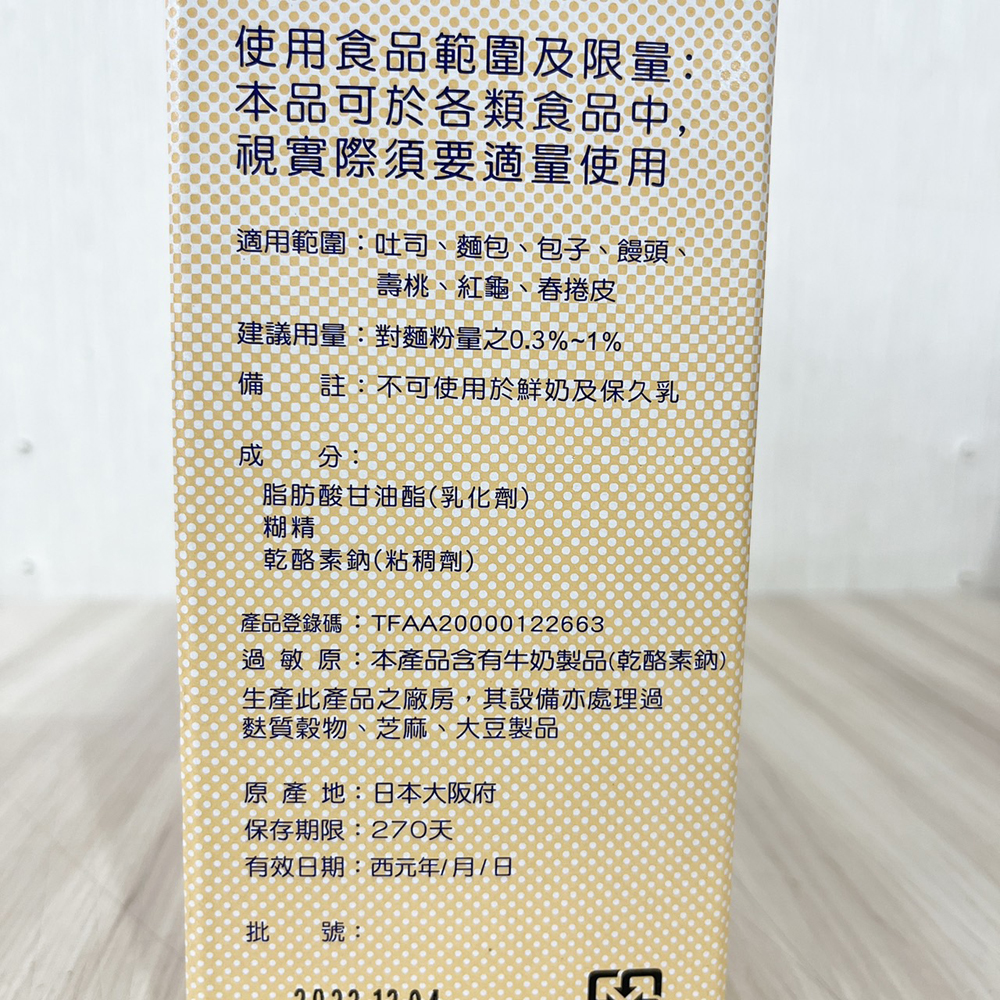 使用食品範圍及限量:
本品可於各類食品中,
視實際須要適量使用
適用範圍：吐司、麵包、包子、饅頭、
壽桃、紅龜、春捲皮
建議用量：對麵粉量之0.3%~1%
備 註：不可使用於鮮奶及保久乳
成 分：
脂肪酸甘油酯(乳化劑)
糊精
乾酪素鈉(粘稠劑)
產品登錄碼：TFAA20000122663
過敏原：本產品含有牛奶製品(乾酪素鈉)
生產此產品之廠房，其設備亦處理過
麩質穀物、芝麻、大豆製品
原產地：日本大阪府
保存期限：270天
有效日期：西元年/月/日
批 號：